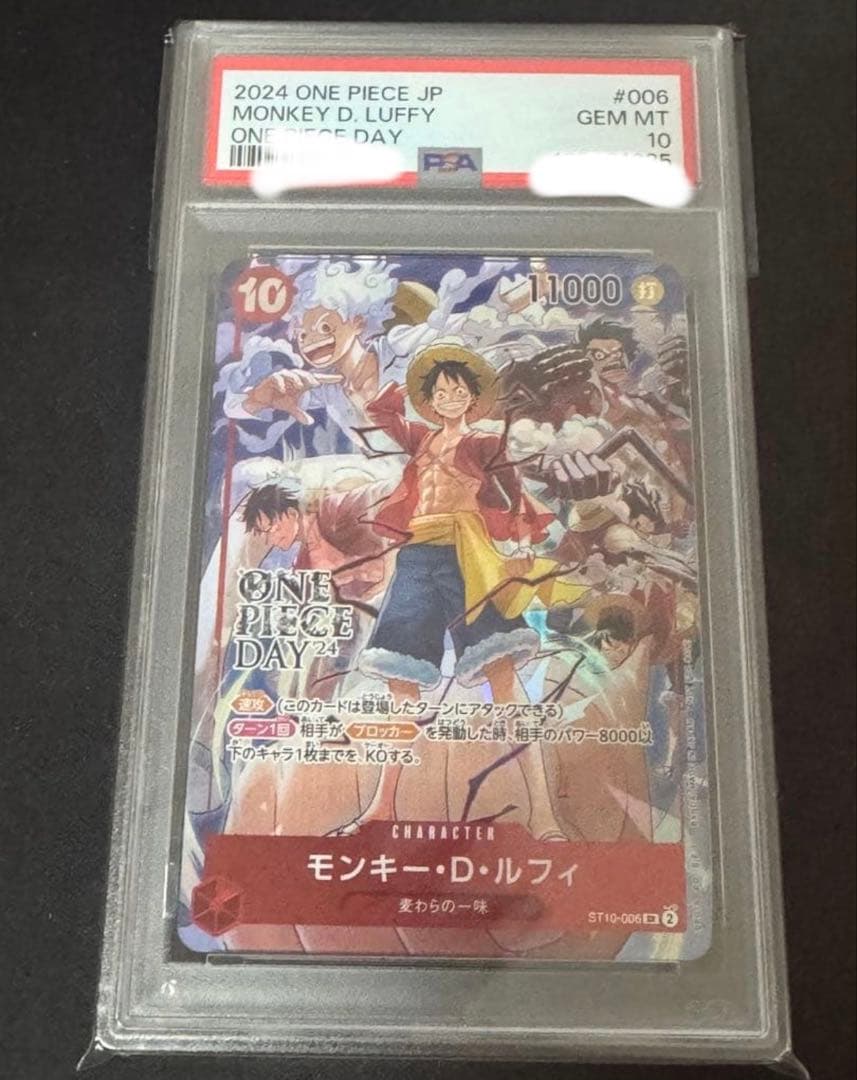 2024 ONE PIECE JP #006
MONKEY D. LUFFY GEM MT
ONE PIECE DAY 10
PSA
10 11000 打
ONE
PIECE
DAY '24
速攻 (このカードは登場したターンにアタックできる)
ターン1回 相手が ブロッカー を発動した時、相手のパワー8000以
下のキャラ1枚までを、KOする。
CHARACTER
モンキー・D・ルフィ
麦わらの一味
ST10-006 SR 2